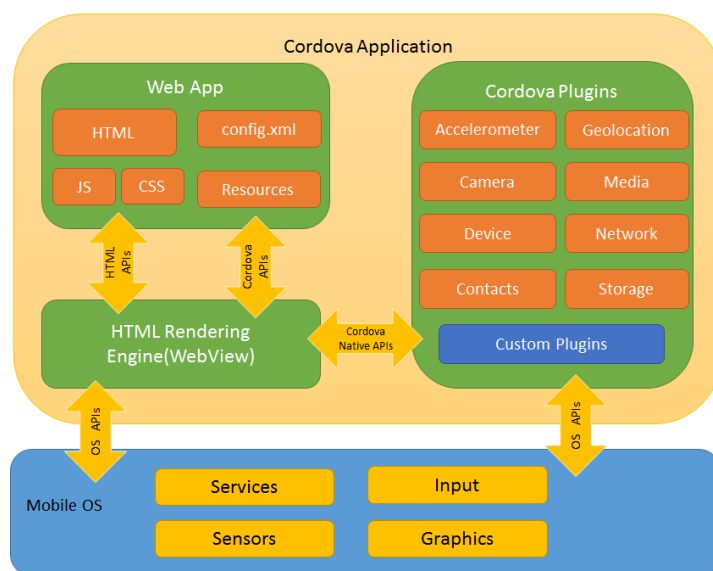 Cordova Application
Web App
HTML
config.xml
JS
CSS
Resources
Cordova Plugins
Accelerometer
Geolocation
Camera
Media
Device
Network
Contacts
Storage
Custom Plugins
HTML
APIs
Cordova
APIs
HTML Rendering
Engine(WebView)
Cordova
Native APIs
OS APIs
OS APIs
Mobile OS
Services
Input
Sensors
Graphics